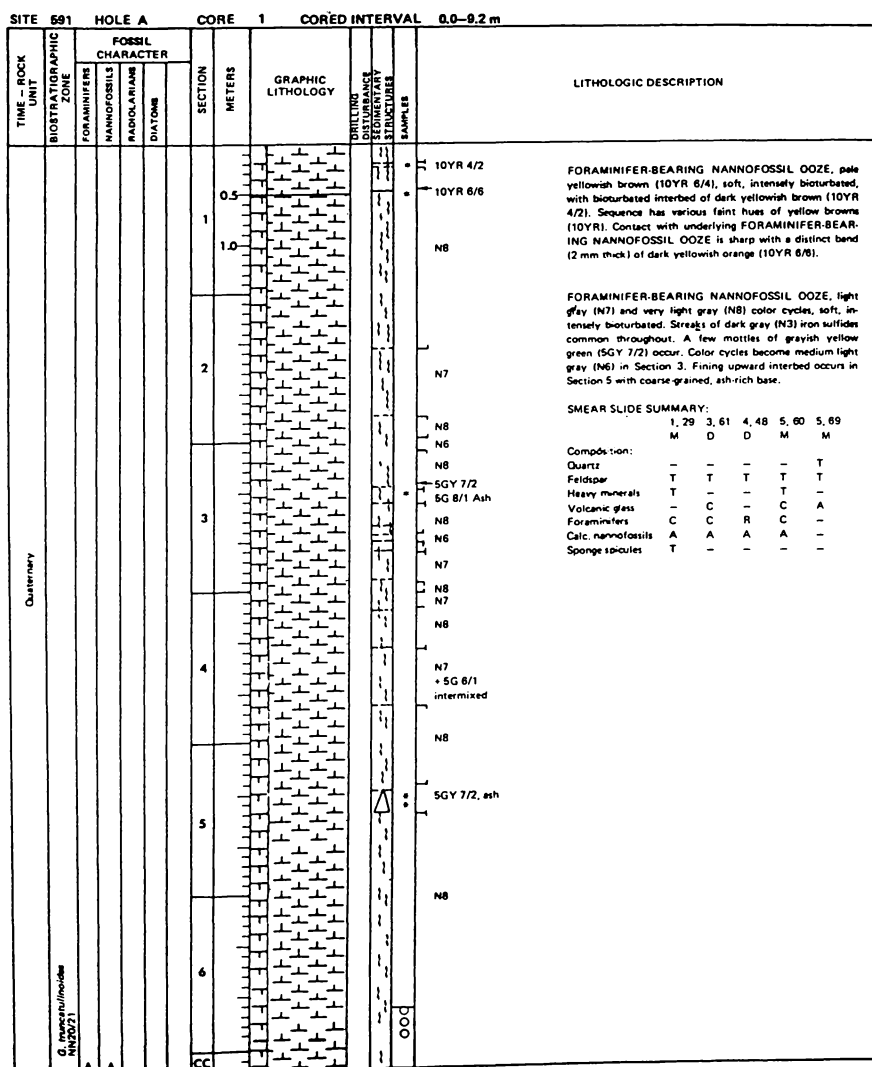 SITE 591 HOLE A CORE 1 CORED INTERVAL 0.0–9.2 m
TIME – ROCK UNIT
BIOSTRATIGRAPHIC ZONE
FOSSIL CHARACTER
FORAMINIFERS
NANNOFOSSILS
RADIOLARIANS
DIATOMS
SECTION
METERS
GRAPHIC LITHOLOGY
DRILLING DISTURBANCE
SEDIMENTARY STRUCTURES
SAMPLES
LITHOLOGIC DESCRIPTION
Quaternary
G. truncatulinoides
NN20/21
A A
0.5
1
1.0
2
3
4
5
6
CC
10YR 4/2
10YR 6/6
N8
N7
N8
N6
N8
5GY 7/2
5G 8/1 Ash
N8
N6
N7
N8
N7
N8
N7
+ 5G 6/1
intermixed
N8
5GY 7/2, ash
N8
FORAMINIFER-BEARING NANNOFOSSIL OOZE, pale
yellowish brown (10YR 6/4), soft, intensely bioturbated,
with bioturbated interbed of dark yellowish brown (10YR
4/2). Sequence has various faint hues of yellow browns
(10YR). Contact with underlying FORAMINIFER-BEAR-
ING NANNOFOSSIL OOZE is sharp with a distinct band
(2 mm thick) of dark yellowish orange (10YR 6/6).
FORAMINIFER-BEARING NANNOFOSSIL OOZE, light
gray (N7) and very light gray (N8) color cycles, soft, in-
tensely bioturbated. Streaks of dark gray (N3) iron sulfides
common throughout. A few mottles of grayish yellow
green (5GY 7/2) occur. Color cycles become medium light
gray (N6) in Section 3. Fining upward interbed occurs in
Section 5 with coarse-grained, ash-rich base.
SMEAR SLIDE SUMMARY:
1, 29 3, 61 4, 48 5, 60 5, 69
M D D M M
Composition:
Quartz – – – – T
Feldspar T T T T T
Heavy minerals T – – T –
Volcanic glass – C – C A
Foraminifers C C R C –
Calc. nannofossils A A A A –
Sponge spicules T – – – –